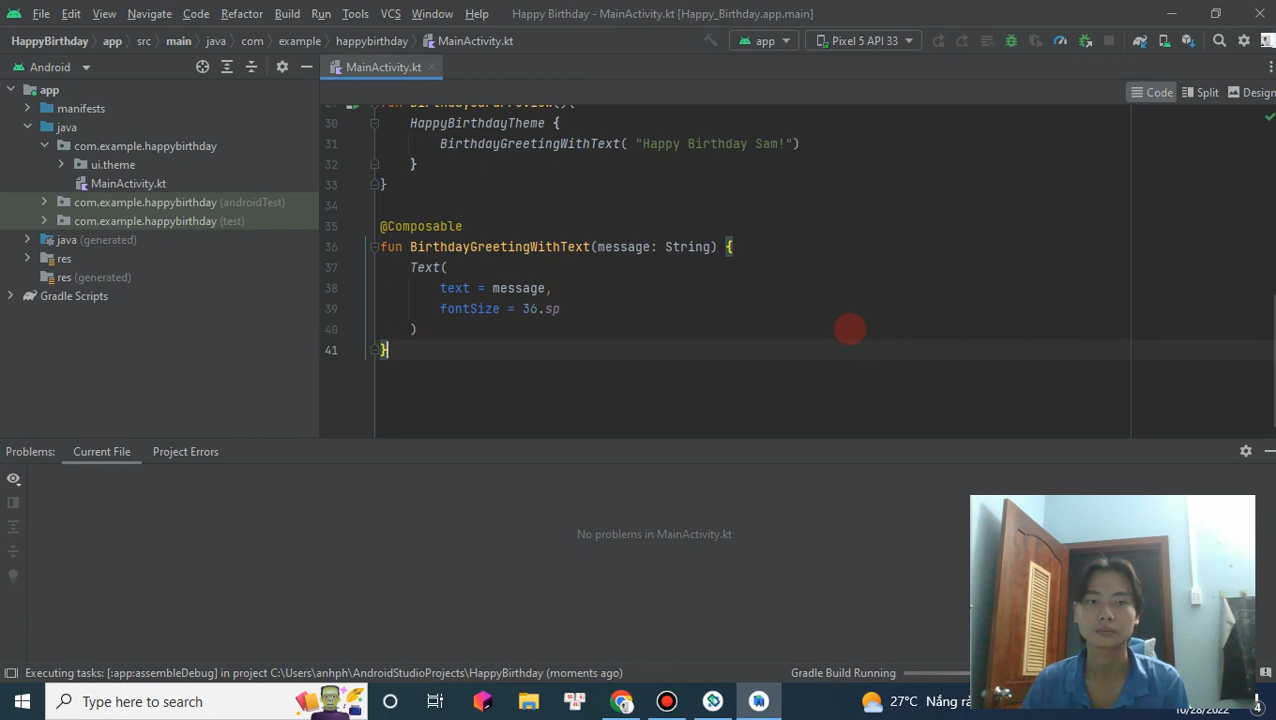 File Edit View Navigate Code Refactor Build Run Tools VCS Window Help Happy Birthday - MainActivity.kt [Happy_Birthday.app.main]
HappyBirthday app src main java com example happybirthday MainActivity.kt app Pixel 5 API 33
Android MainActivity.kt
Code Split Design
app
manifests
java
com.example.happybirthday
ui.theme
MainActivity.kt
com.example.happybirthday (androidTest)
com.example.happybirthday (test)
java (generated)
res
res (generated)
Gradle Scripts
30 HappyBirthdayTheme {
31 BirthdayGreetingWithText( "Happy Birthday Sam!")
32 }
33 }
34
35 @Composable
36 fun BirthdayGreetingWithText(message: String) {
37 Text(
38 text = message,
39 fontSize = 36.sp
40 )
41 }
Problems: Current File Project Errors
No problems in MainActivity.kt
Executing tasks: [:app:assembleDebug] in project C:\Users\anhph\AndroidStudioProjects\HappyBirthday (moments ago) Gradle Build Running
Type here to search
27°C Nắng rả
10/28/2022
4